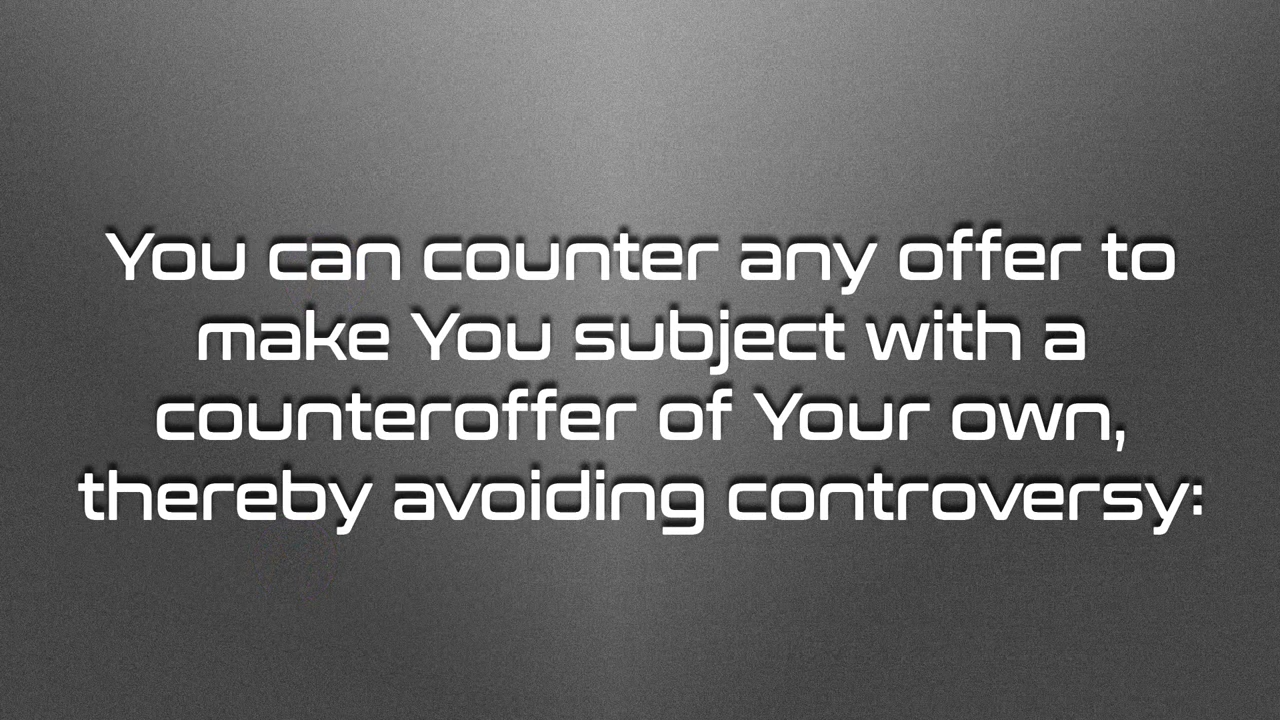 You can counter any offer to
make You subject with a
counteroffer of Your own,
thereby avoiding controversy: